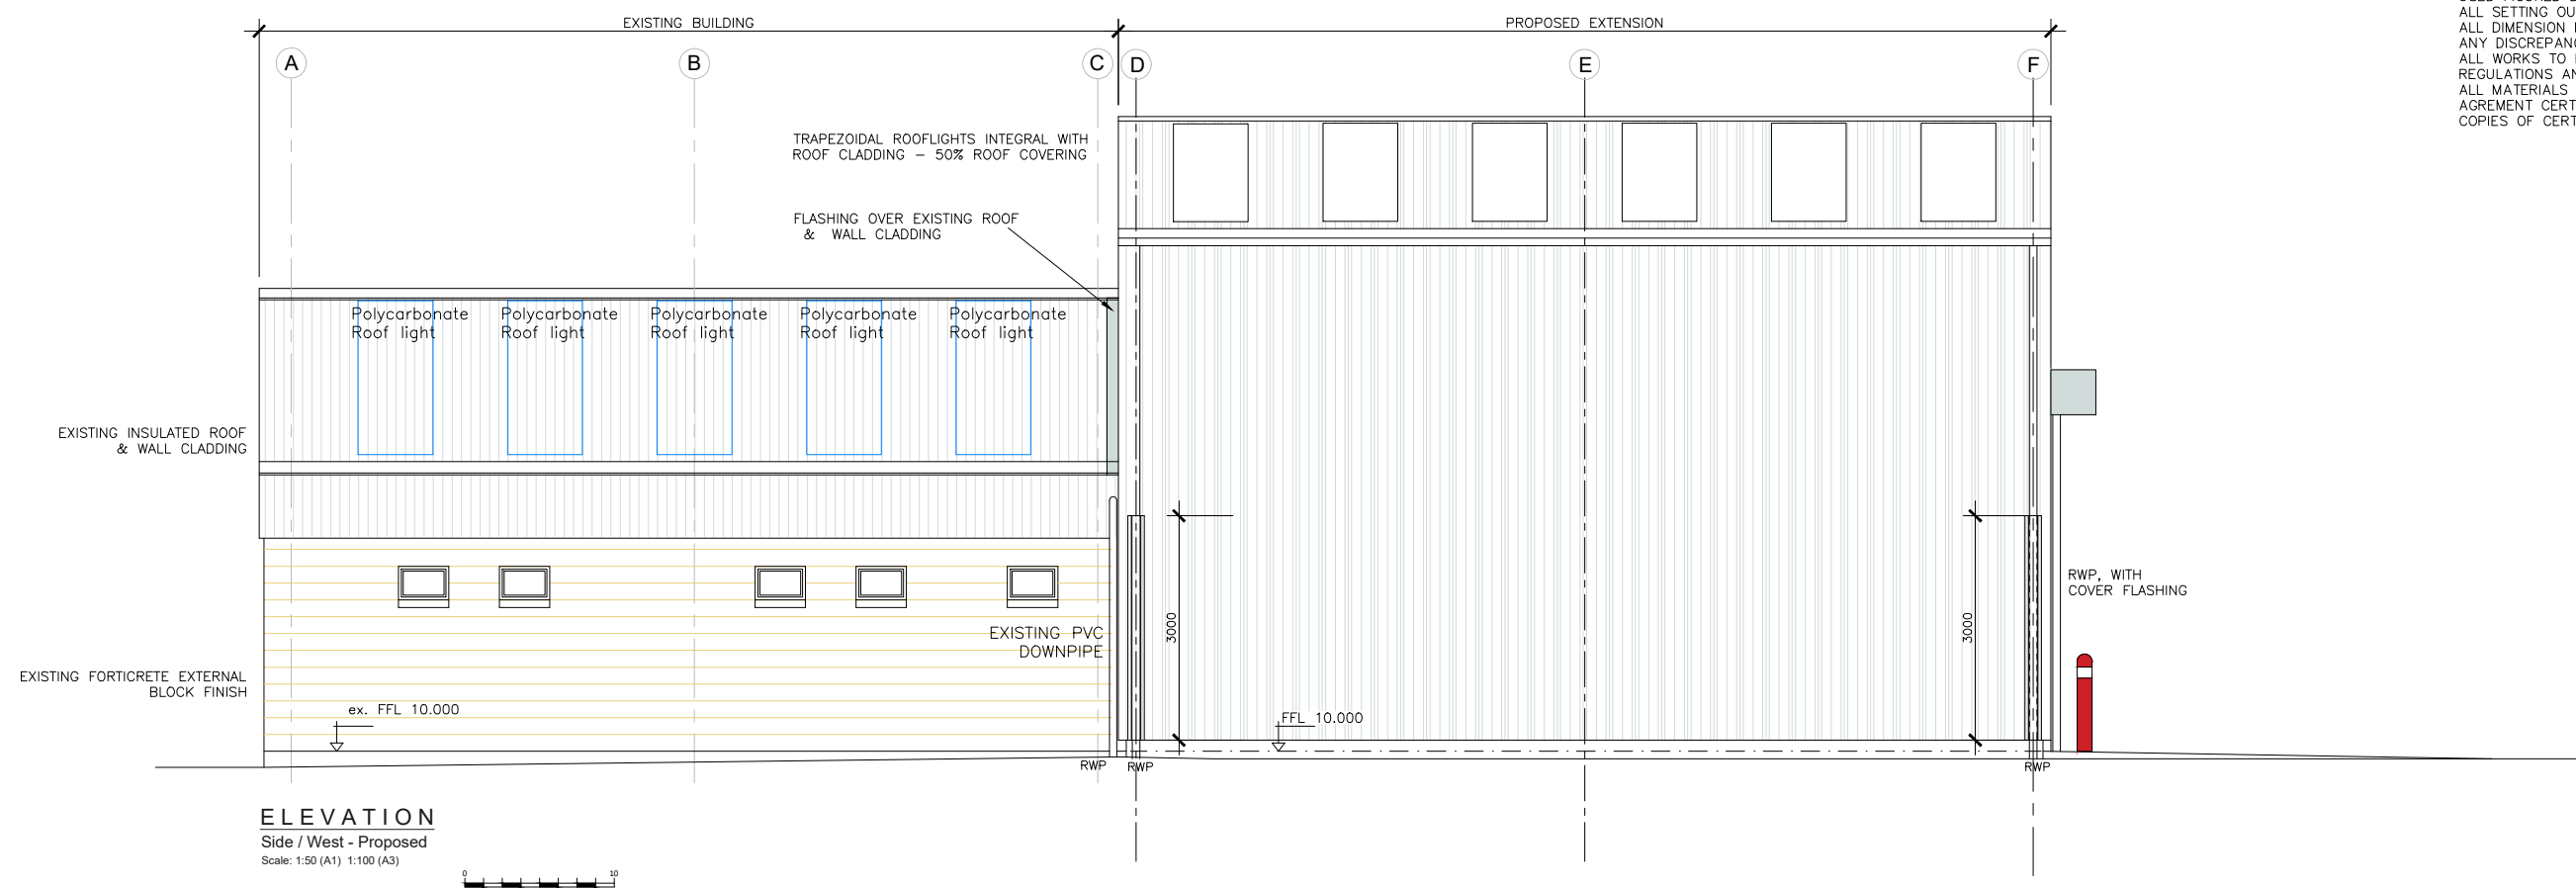 EXISTING BUILDING
PROPOSED EXTENSION
A
B
C
D
E
F
ALL SETTING OU
ALL DIMENSION
ANY DISCREPAN
ALL WORKS TO
REGULATIONS AN
ALL MATERIALS
AGREMENT CERT
COPIES OF CERT
TRAPEZOIDAL ROOFLIGHTS INTEGRAL WITH
ROOF CLADDING - 50% ROOF COVERING
FLASHING OVER EXISTING ROOF
& WALL CLADDING
Polycarbonate
Roof light
Polycarbonate
Roof light
Polycarbonate
Roof light
Polycarbonate
Roof light
Polycarbonate
Roof light
EXISTING INSULATED ROOF
& WALL CLADDING
RWP, WITH
COVER FLASHING
3000
3000
EXISTING PVC
DOWNPIPE
EXISTING FORTICRETE EXTERNAL
BLOCK FINISH
ex. FFL 10.000
FFL 10.000
RWP
RWP
RWP
ELEVATION
Side / West - Proposed
Scale: 1:50 (A1) 1:100 (A3)
0
10